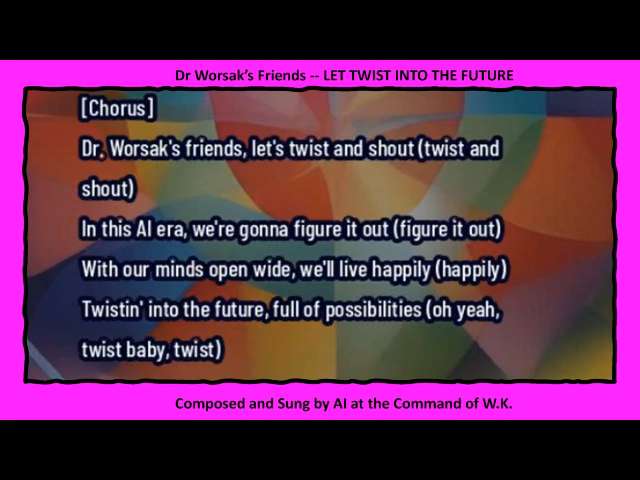 Dr Worsak’s Friends -- LET TWIST INTO THE FUTURE
[Chorus]
Dr. Worsak's friends, let's twist and shout (twist and
shout)
In this AI era, we're gonna figure it out (figure it out)
With our minds open wide, we'll live happily (happily)
Twistin' into the future, full of possibilities (oh yeah,
twist baby, twist)
Composed and Sung by AI at the Command of W.K.